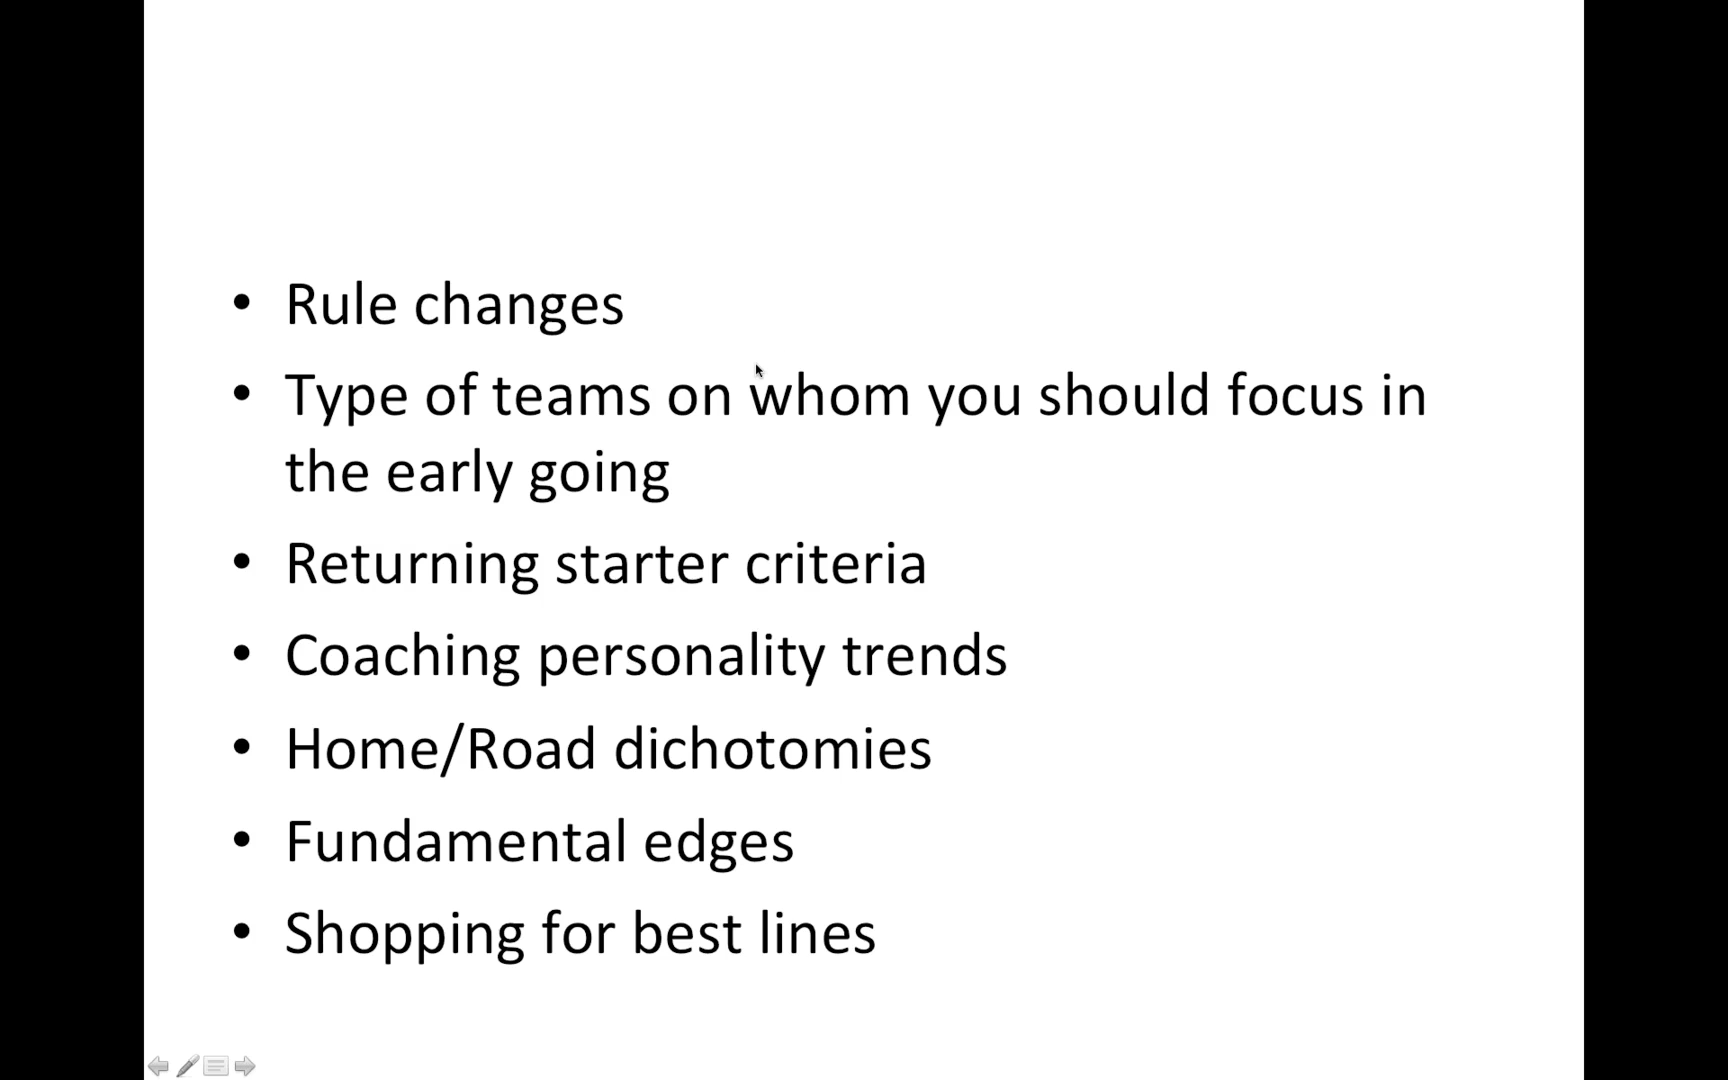 • Rule changes
• Type of teams on whom you should focus in
the early going
• Returning starter criteria
• Coaching personality trends
• Home/Road dichotomies
• Fundamental edges
• Shopping for best lines